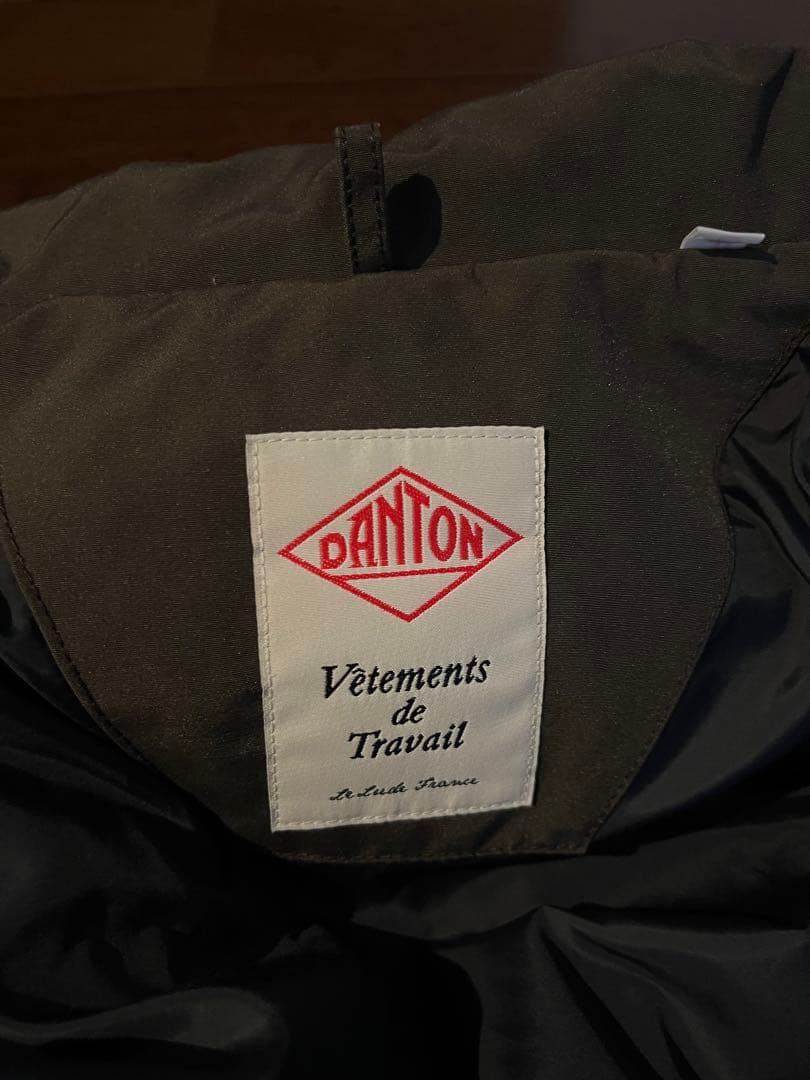 DANTON
Vêtements
de
Travail
Le Lude France